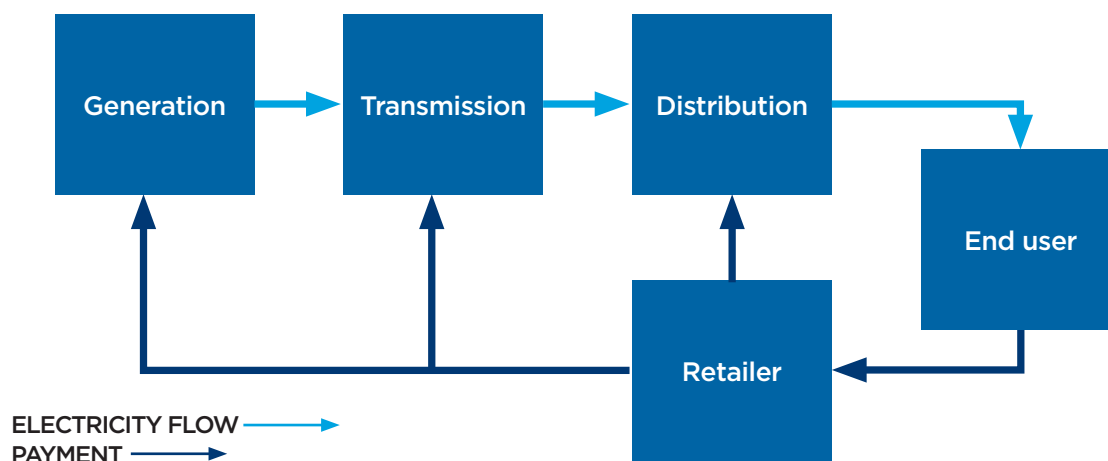 Generation
Transmission
Distribution
End user
Retailer
ELECTRICITY FLOW
PAYMENT